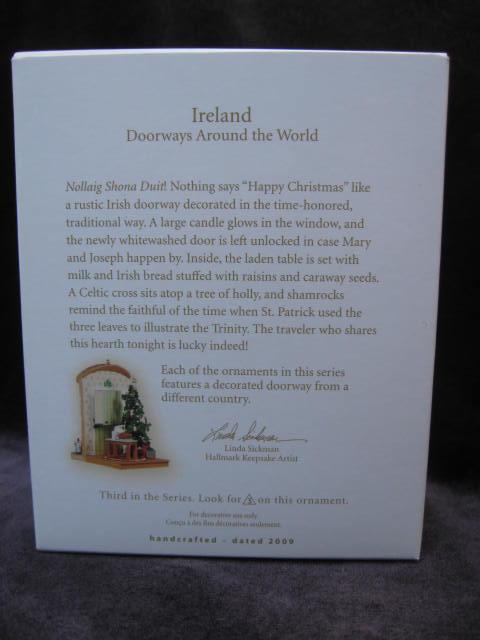 Ireland
Doorways Around the World
Nollaig Shona Duit! Nothing says “Happy Christmas” like
a rustic Irish doorway decorated in the time-honored,
traditional way. A large candle glows in the window, and
the newly whitewashed door is left unlocked in case Mary
and Joseph happen by. Inside, the laden table is set with
milk and Irish bread stuffed with raisins and caraway seeds.
A Celtic cross sits atop a tree of holly, and shamrocks
remind the faithful of the time when St. Patrick used the
three leaves to illustrate the Trinity. The traveler who shares
this hearth tonight is lucky indeed!
Each of the ornaments in this series
features a decorated doorway from a
different country.
Linda Sickman
Linda Sickman
Hallmark Keepsake Artist
Third in the Series. Look for 3 on this ornament.
For decorative use only.
Conçu à des fins décoratives seulement.
handcrafted – dated 2009